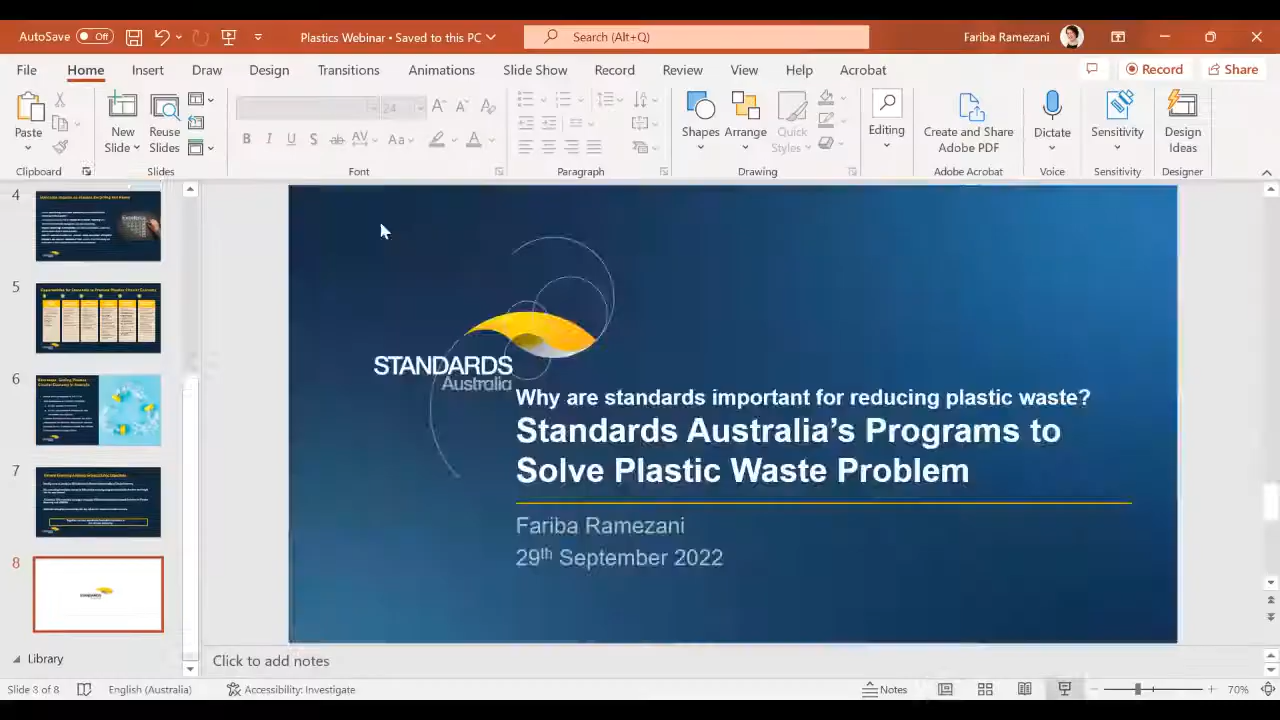 AutoSave Off Plastics Webinar • Saved to this PC Search (Alt+Q) Fariba Ramezani
File Home Insert Draw Design Transitions Animations Slide Show Record Review View Help Acrobat Record Share
24
Paste New Slide Reuse Slides B ab AV Aa A Shapes Arrange Quick Styles Editing Create and Share Adobe PDF Dictate Sensitivity Design Ideas
Clipboard Slides Font Paragraph Drawing Adobe Acrobat Voice Sensitivity Designer
4
5
6
7
8
STANDARDS
Australia
Why are standards important for reducing plastic waste?
Standards Australia's Programs to
Solve Plastic Waste Problem
Fariba Ramezani
29th September 2022
Library
Click to add notes
Slide 8 of 8 English (Australia) Accessibility: Investigate Notes 70%